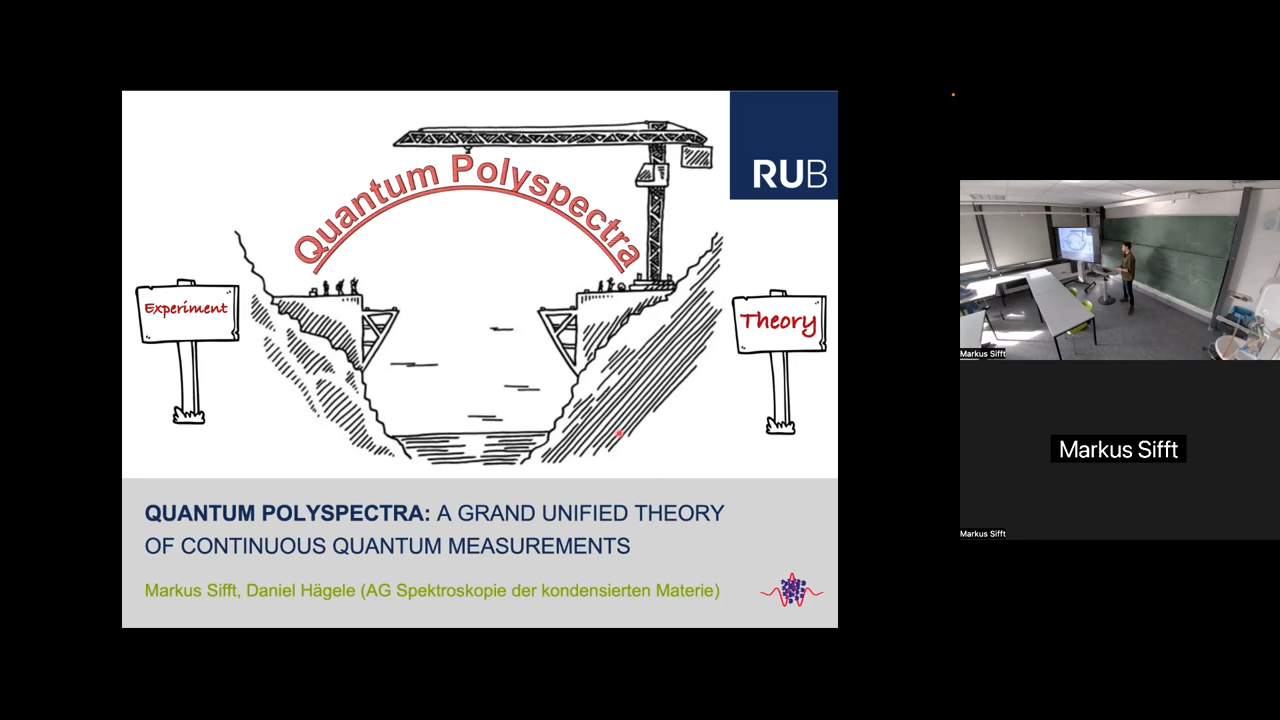 Quantum Polyspectra
RUB
Experiment
Theory
QUANTUM POLYSPECTRA: A GRAND UNIFIED THEORY
OF CONTINUOUS QUANTUM MEASUREMENTS
Markus Sifft, Daniel Hägele (AG Spektroskopie der kondensierten Materie)
Markus Sifft
Markus Sifft
Markus Sifft